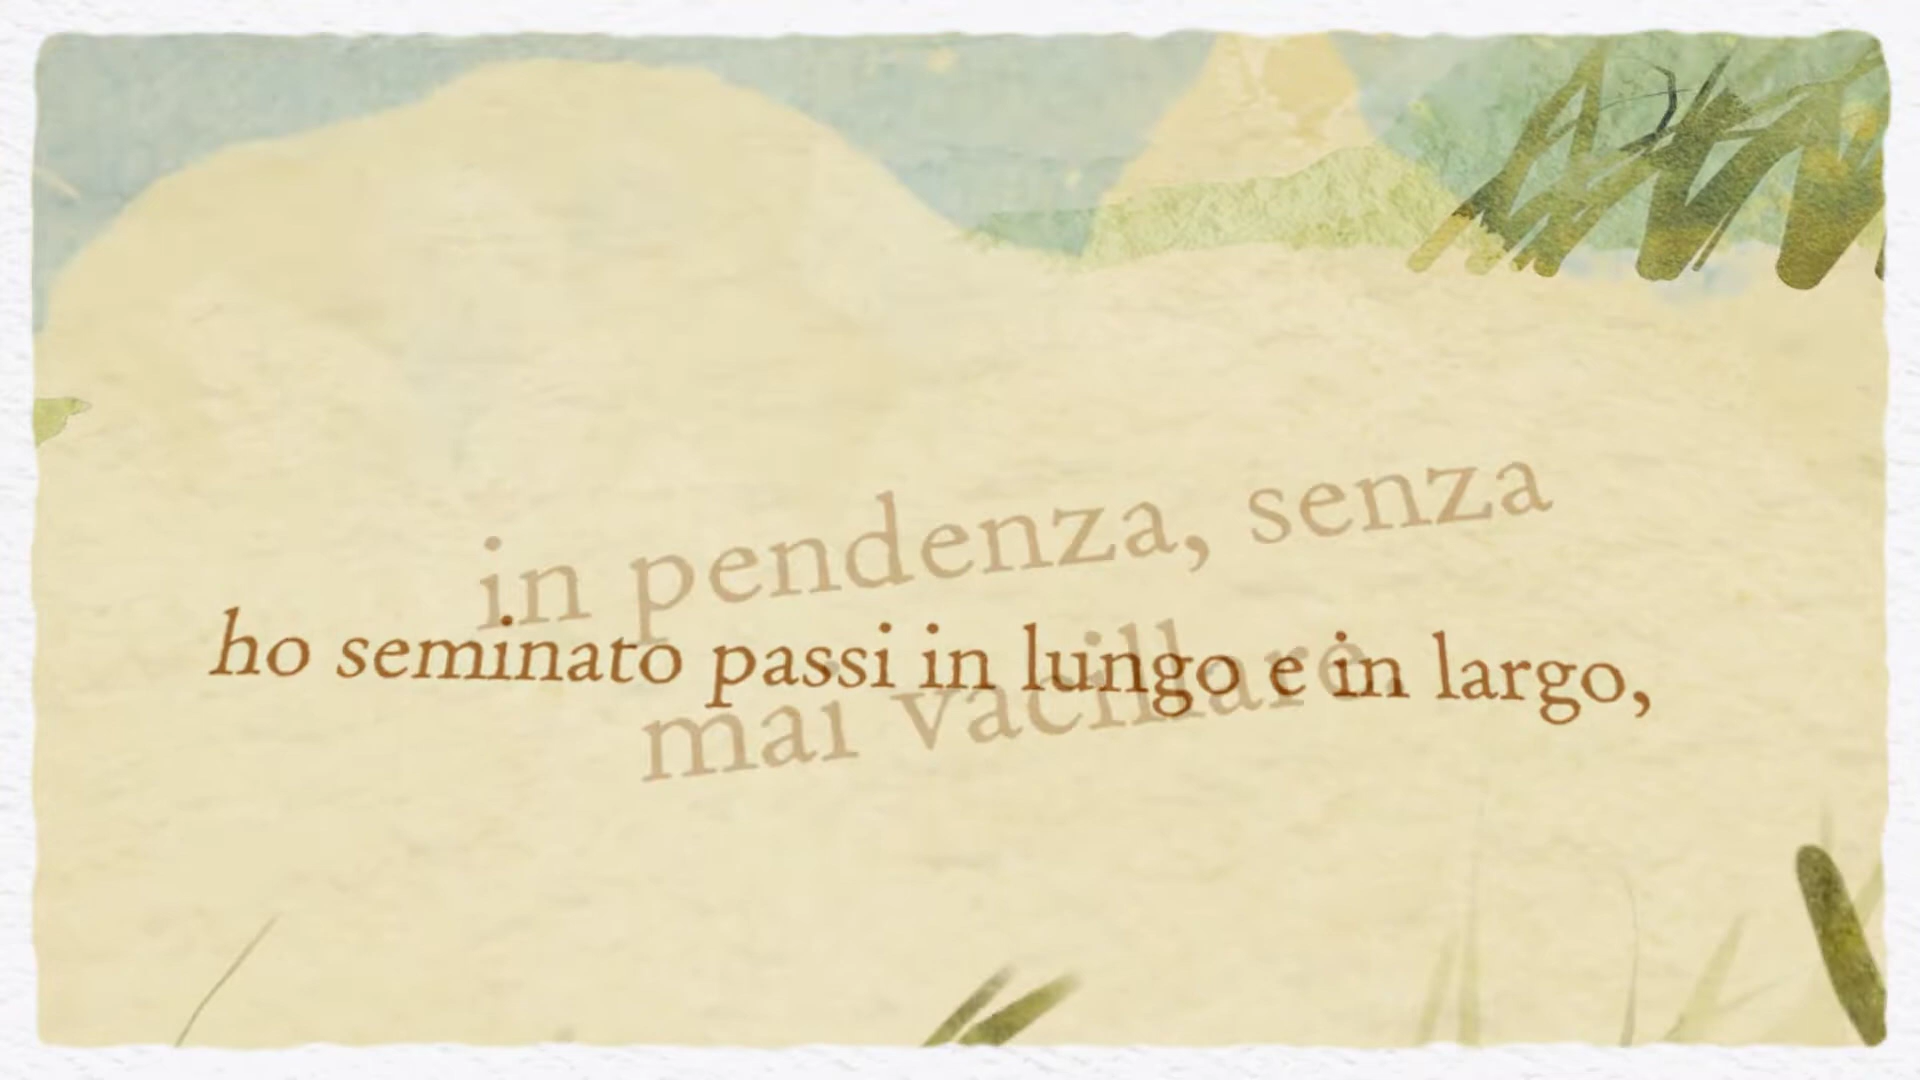 in pendenza, senza
mai vacillare
ho seminato passi in lungo e in largo,